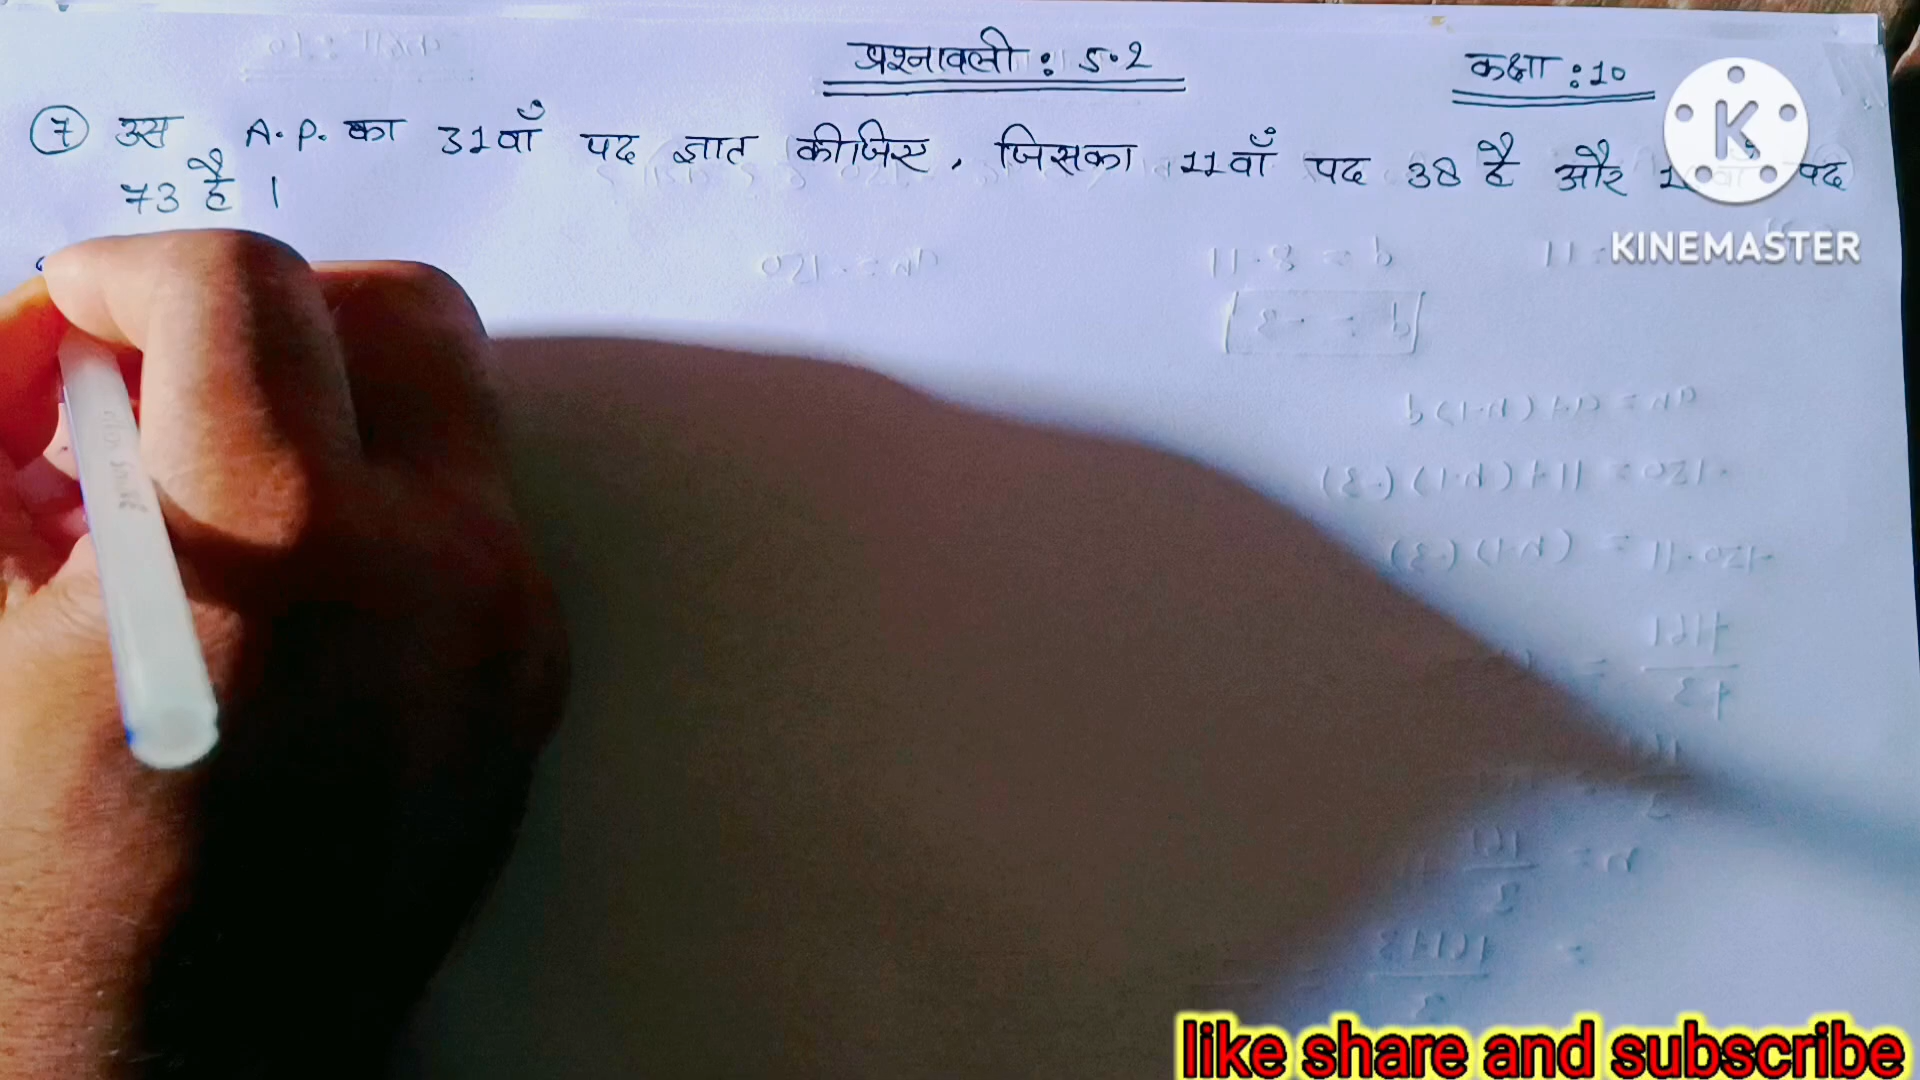 प्रश्नावली : 5.2
कक्षा : 10
7 उस A.P. का 31वाँ पद ज्ञात कीजिए, जिसका 11वाँ पद 38 है और पद
73 है ।
KINEMASTER
like share and subscribe